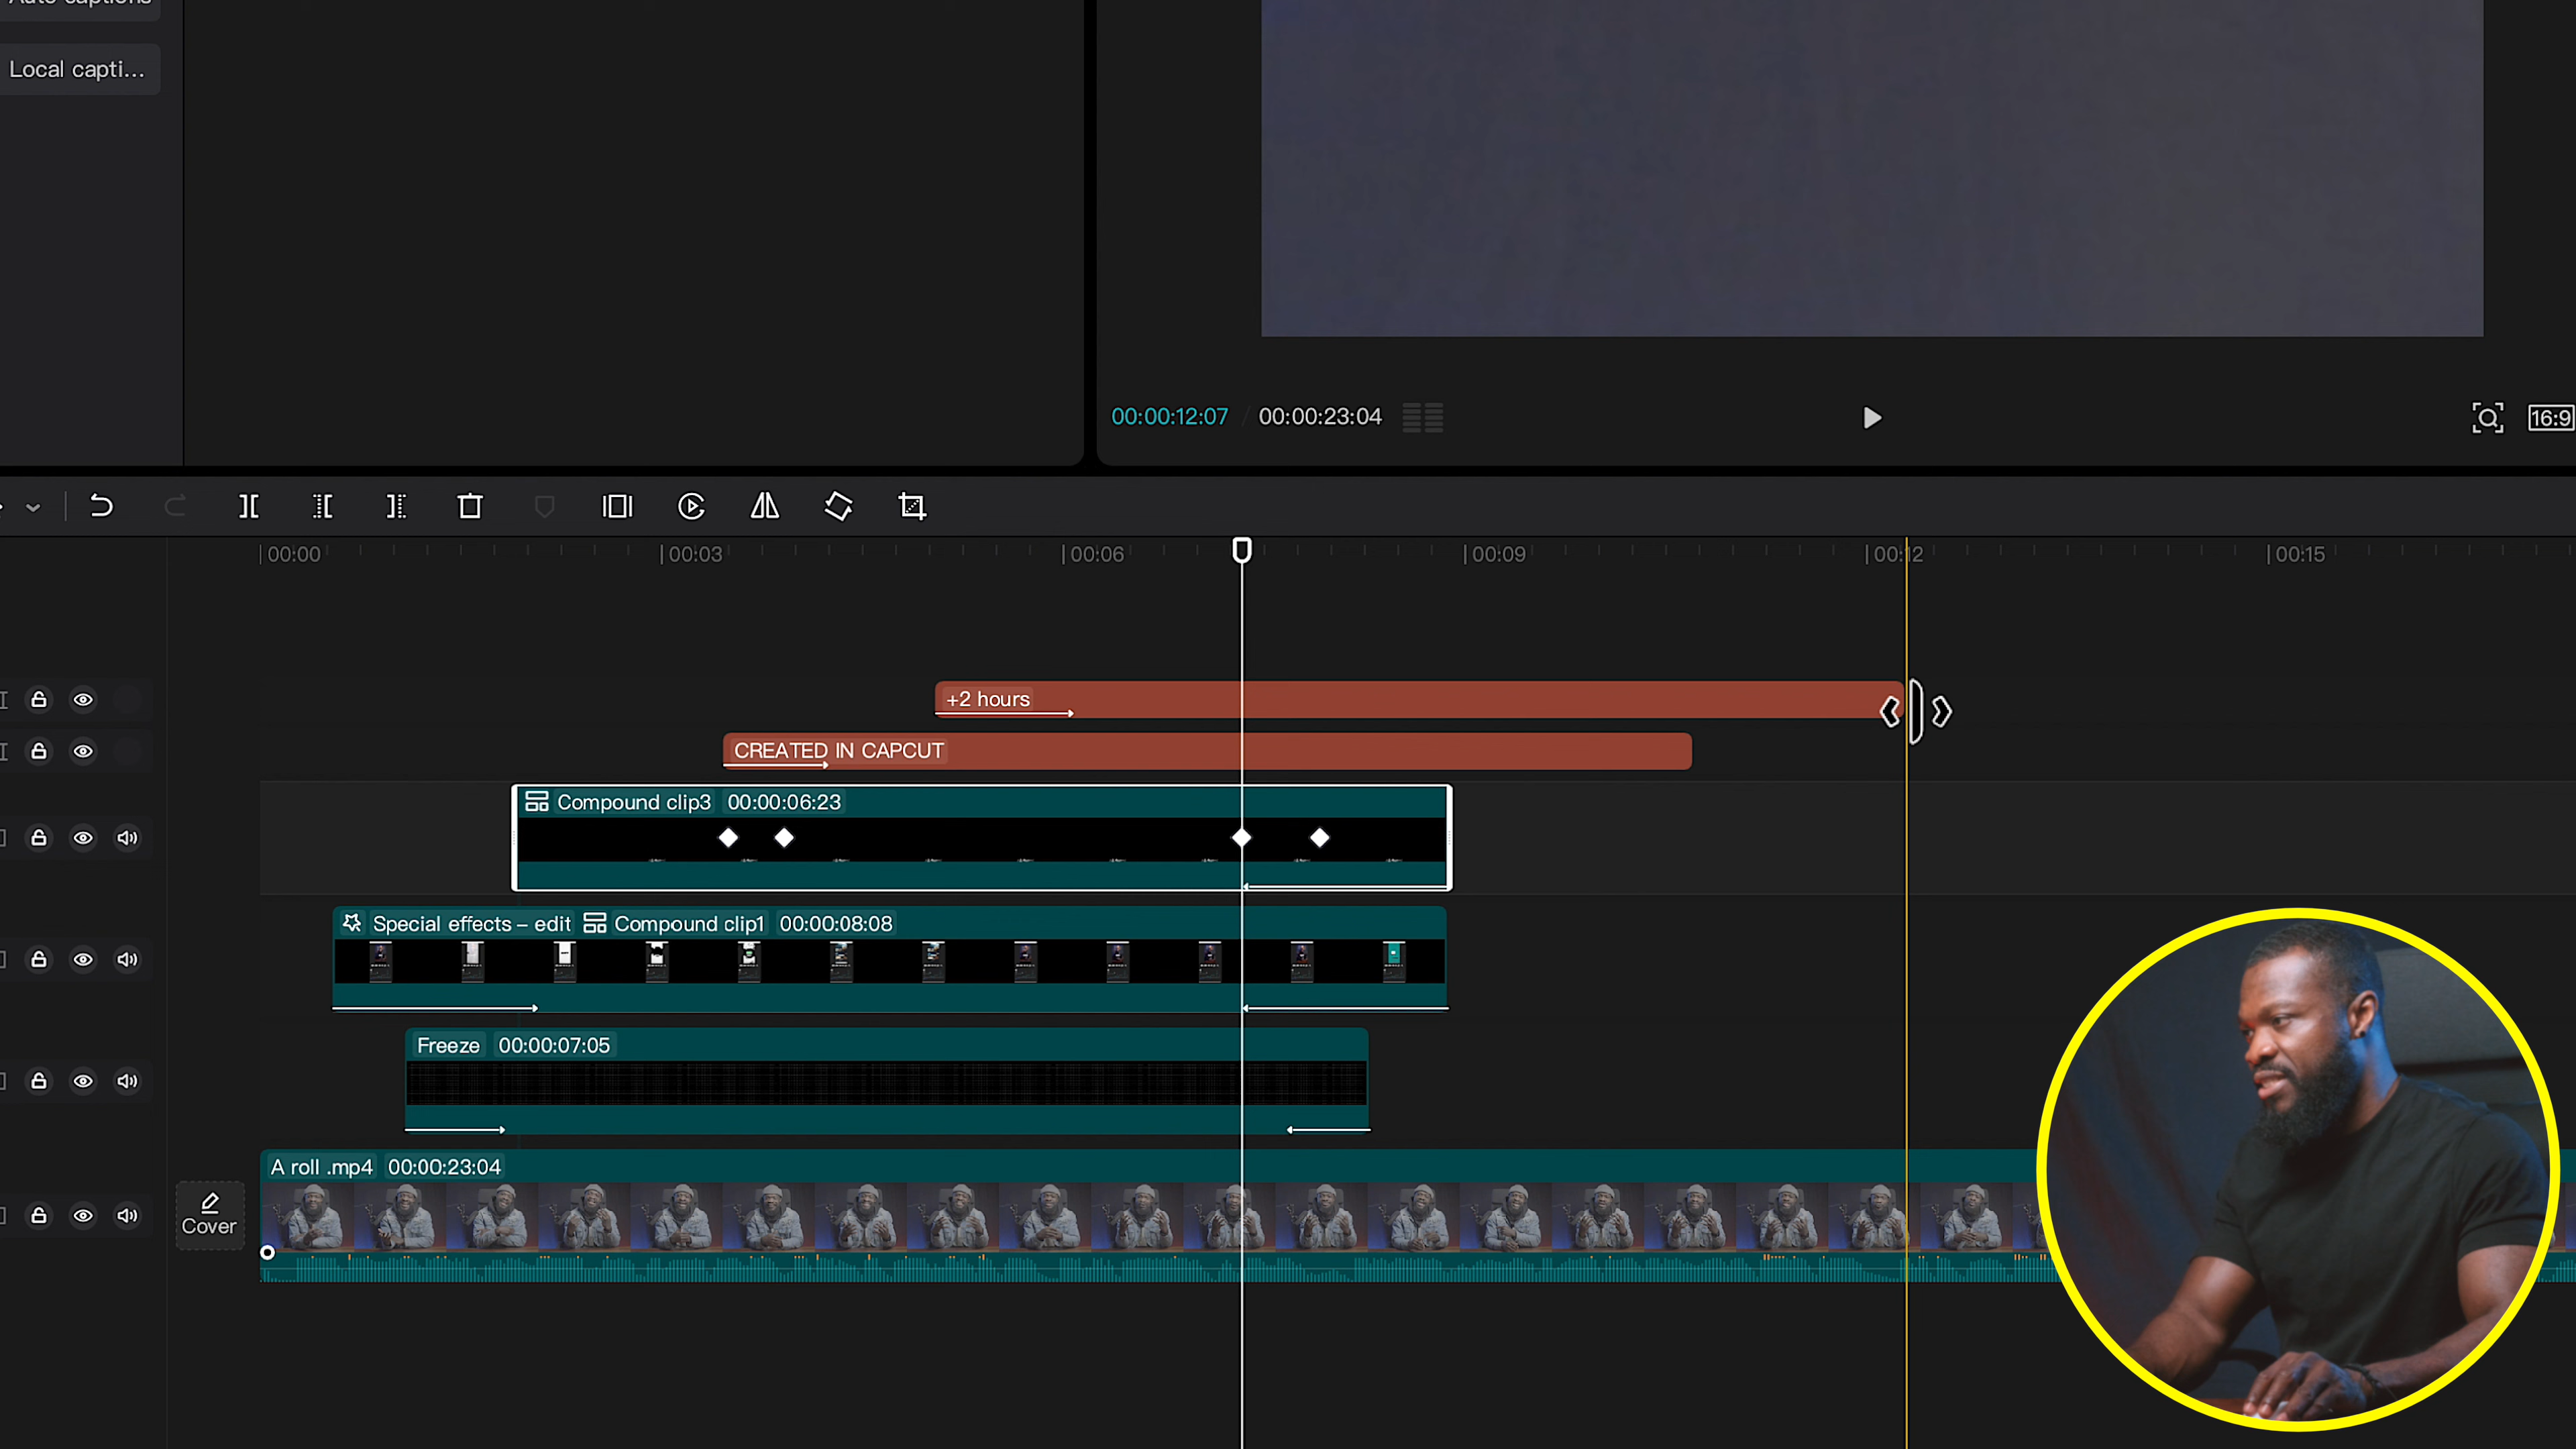 Auto captions
Local capti...
00:00:12:07 / 00:00:23:04
16:9
00:00 00:03 00:06 00:09 00:12 00:15
+2 hours
CREATED IN CAPCUT
Compound clip3 00:00:06:23
Special effects – edit Compound clip1 00:00:08:08
Freeze 00:00:07:05
A roll .mp4 00:00:23:04
Cover